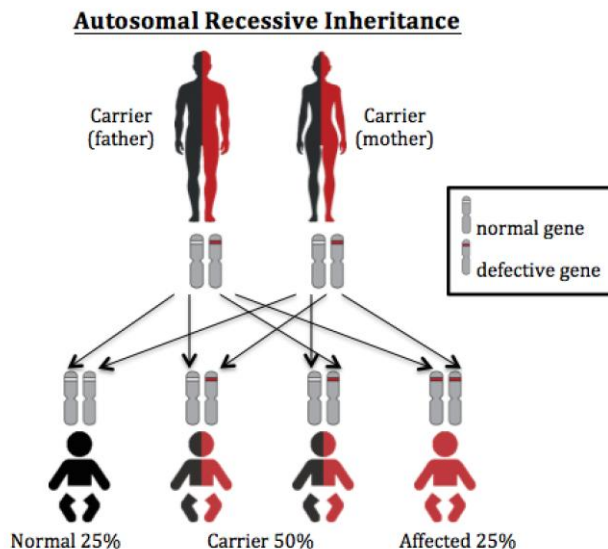 Autosomal Recessive Inheritance
Carrier
(father)
Carrier
(mother)
normal gene
defective gene
Normal 25%
Carrier 50%
Affected 25%